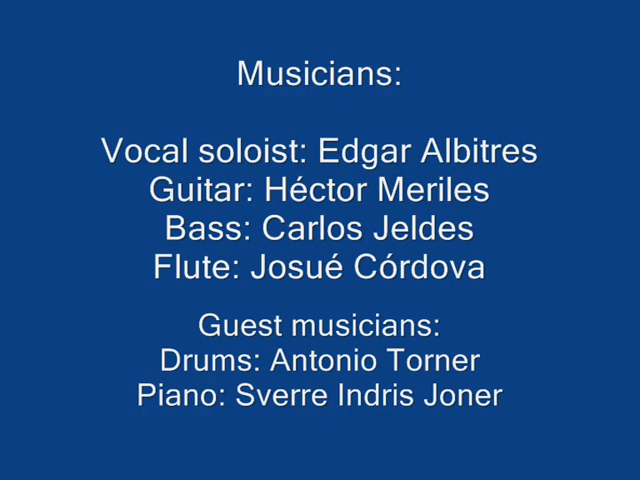 Musicians:
Vocal soloist: Edgar Albitres
Guitar: Héctor Meriles
Bass: Carlos Jeldes
Flute: Josué Córdova
Guest musicians:
Drums: Antonio Torner
Piano: Sverre Indris Joner